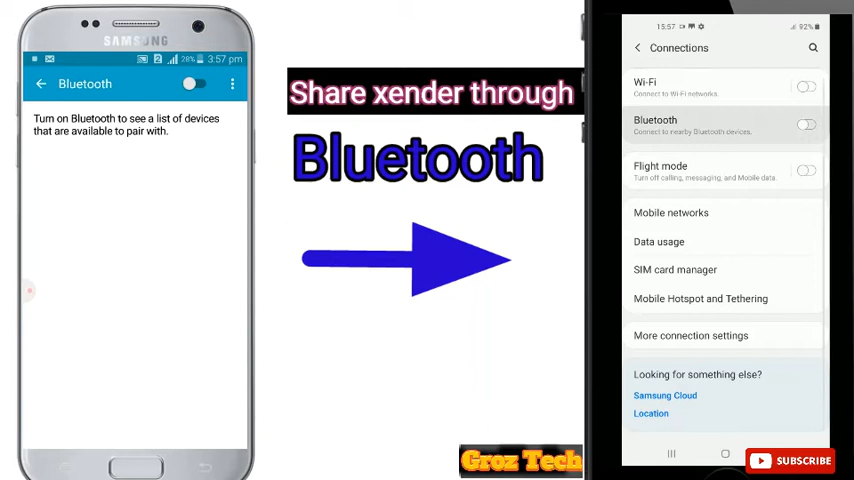 SAMSUNG
28% 3:57 pm
Bluetooth
Turn on Bluetooth to see a list of devices
that are available to pair with.
Share xender through
Bluetooth
Groz Tech
15:57
92%
Connections
Wi-Fi
Connect to Wi-Fi networks.
Bluetooth
Connect to nearby Bluetooth devices.
Flight mode
Turn off calling, messaging, and Mobile data.
Mobile networks
Data usage
SIM card manager
Mobile Hotspot and Tethering
More connection settings
Looking for something else?
Samsung Cloud
Location
SUBSCRIBE